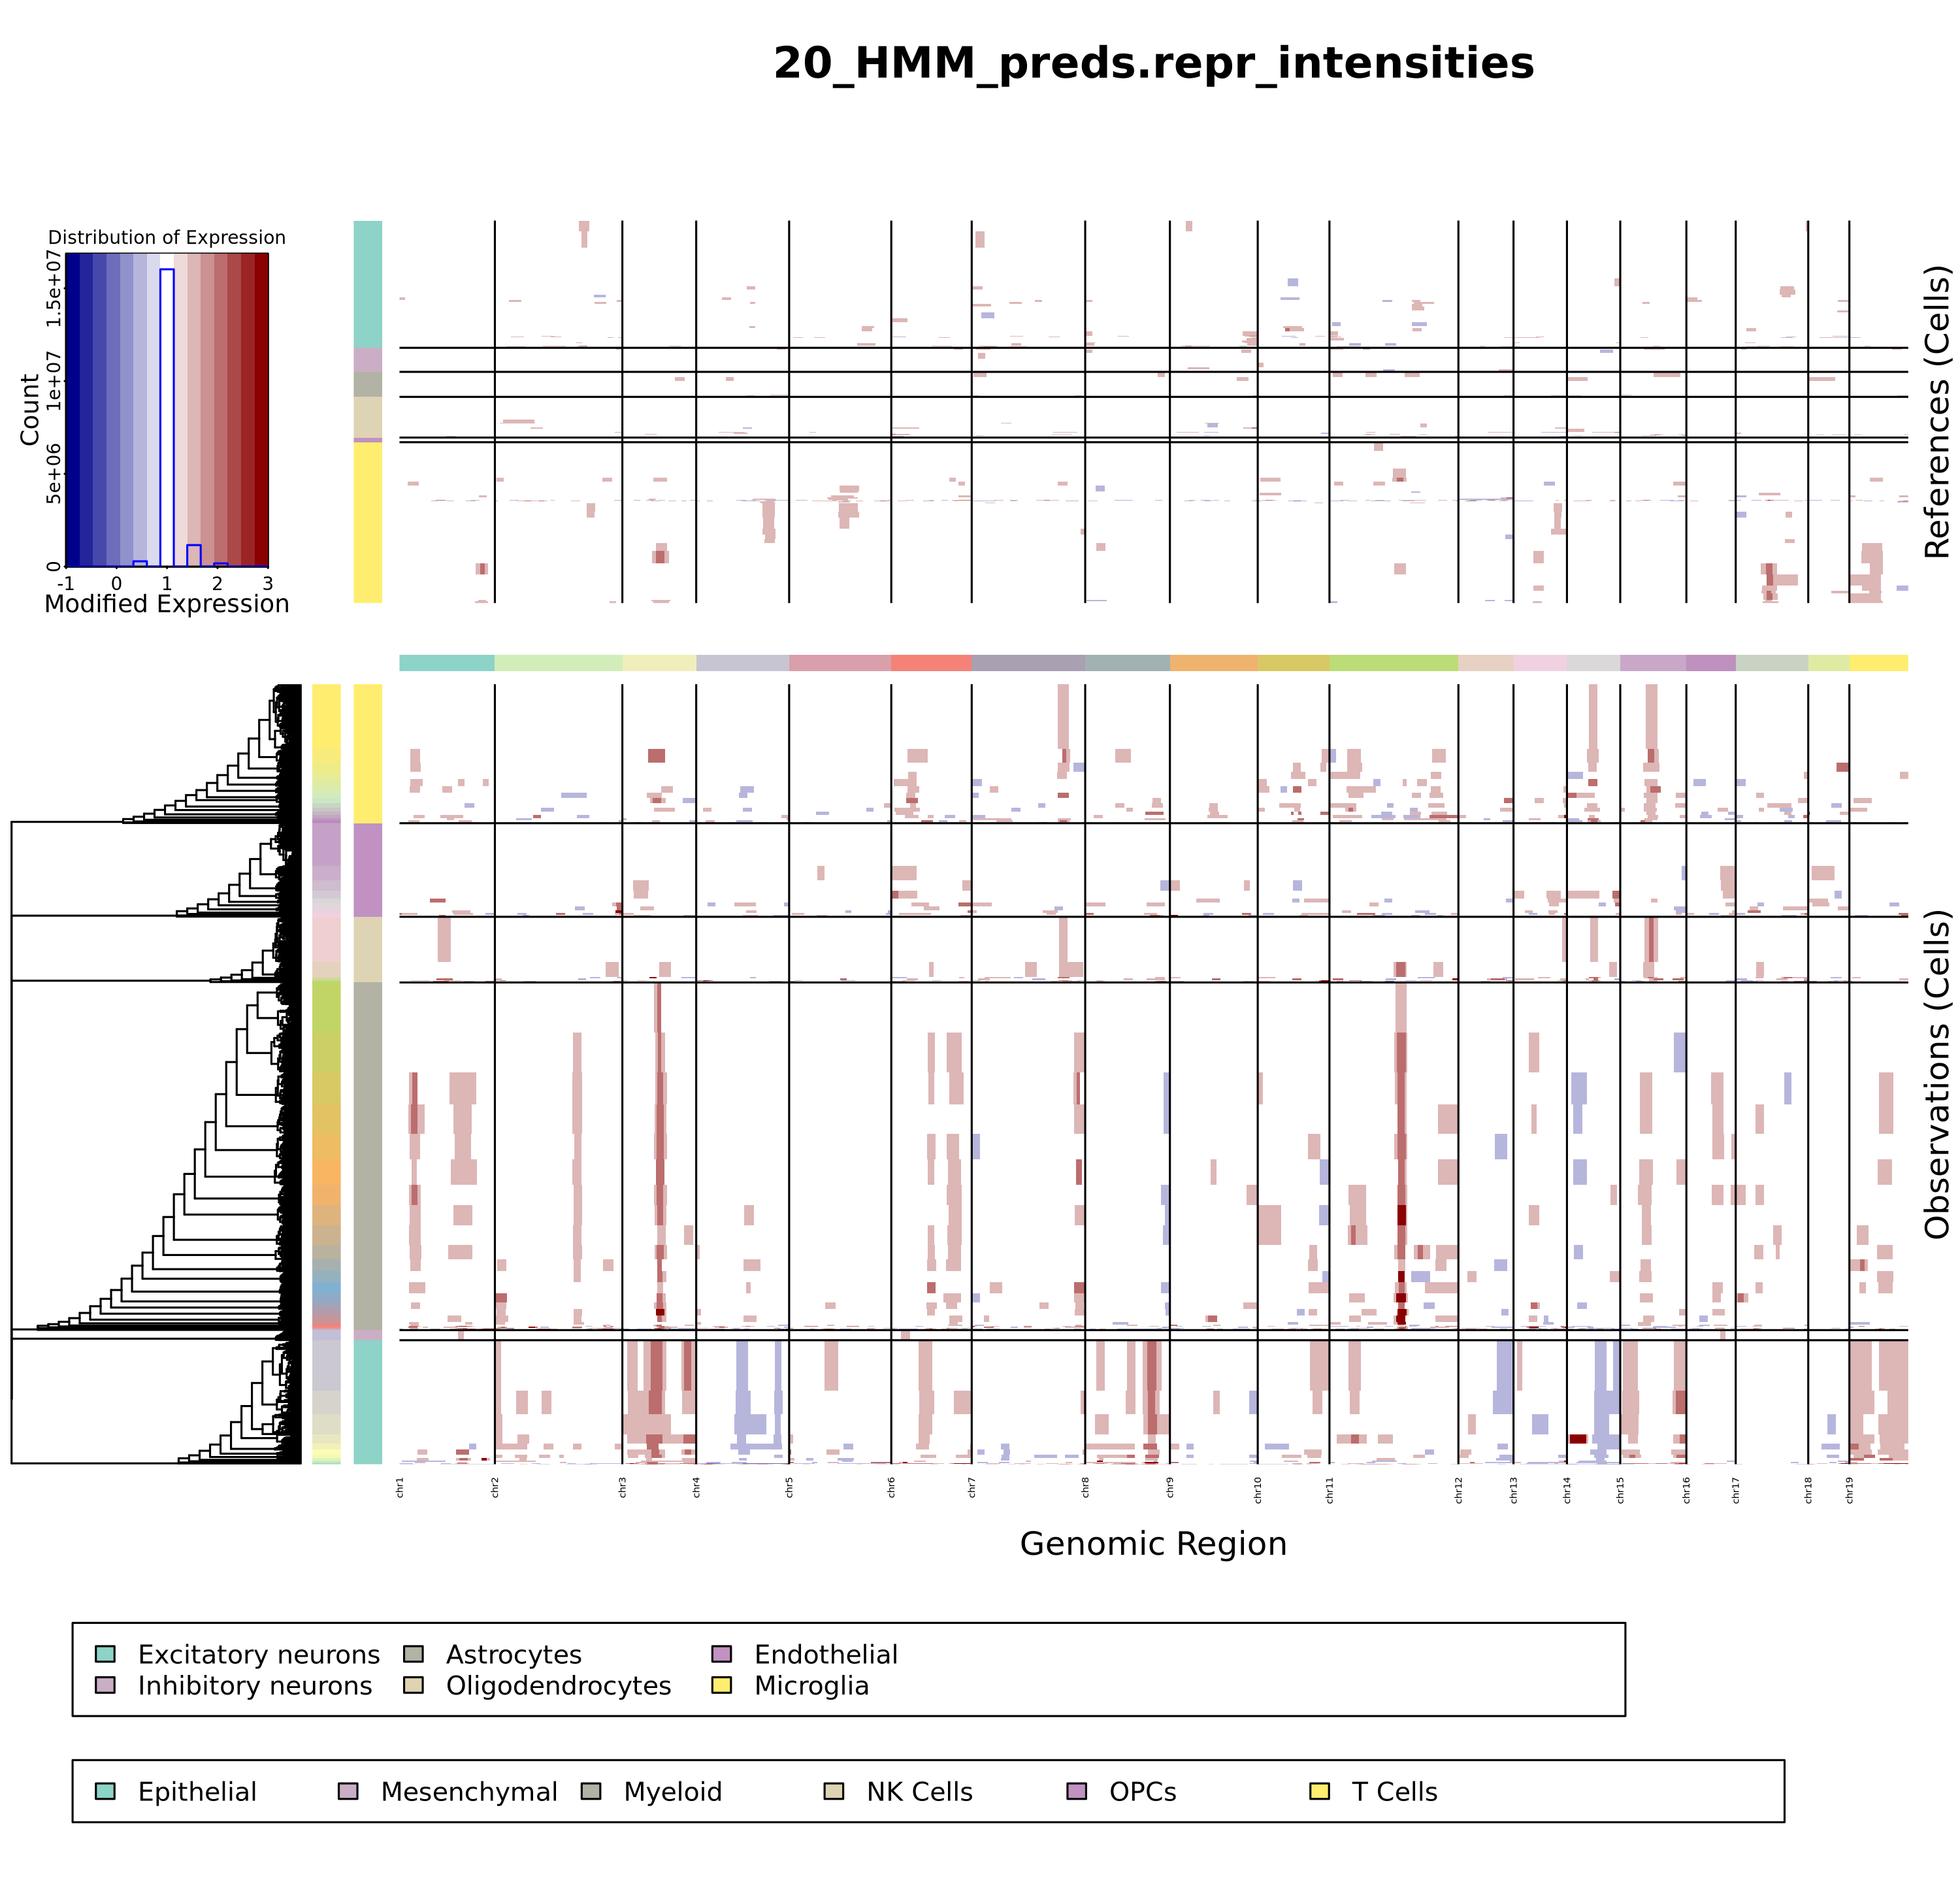 20_HMM_preds.repr_intensities
Distribution of Expression
Count
0 5e+06 1e+07 1.5e+07
-1 0 1 2 3
Modified Expression
References (Cells)
Observations (Cells)
chr1 chr2 chr3 chr4 chr5 chr6 chr7 chr8 chr9 chr10 chr11 chr12 chr13 chr14 chr15 chr16 chr17 chr18 chr19
Genomic Region
Excitatory neurons Astrocytes Endothelial
Inhibitory neurons Oligodendrocytes Microglia
Epithelial Mesenchymal Myeloid NK Cells OPCs T Cells